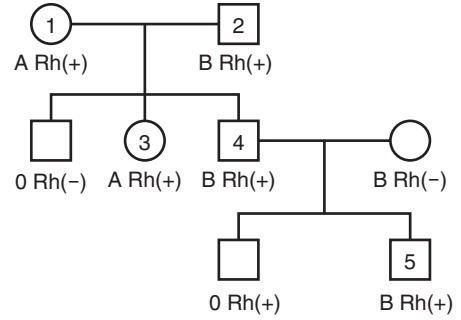 1 2
A Rh(+) B Rh(+)
3 4
0 Rh(−) A Rh(+) B Rh(+) B Rh(−)
5
0 Rh(+) B Rh(+)